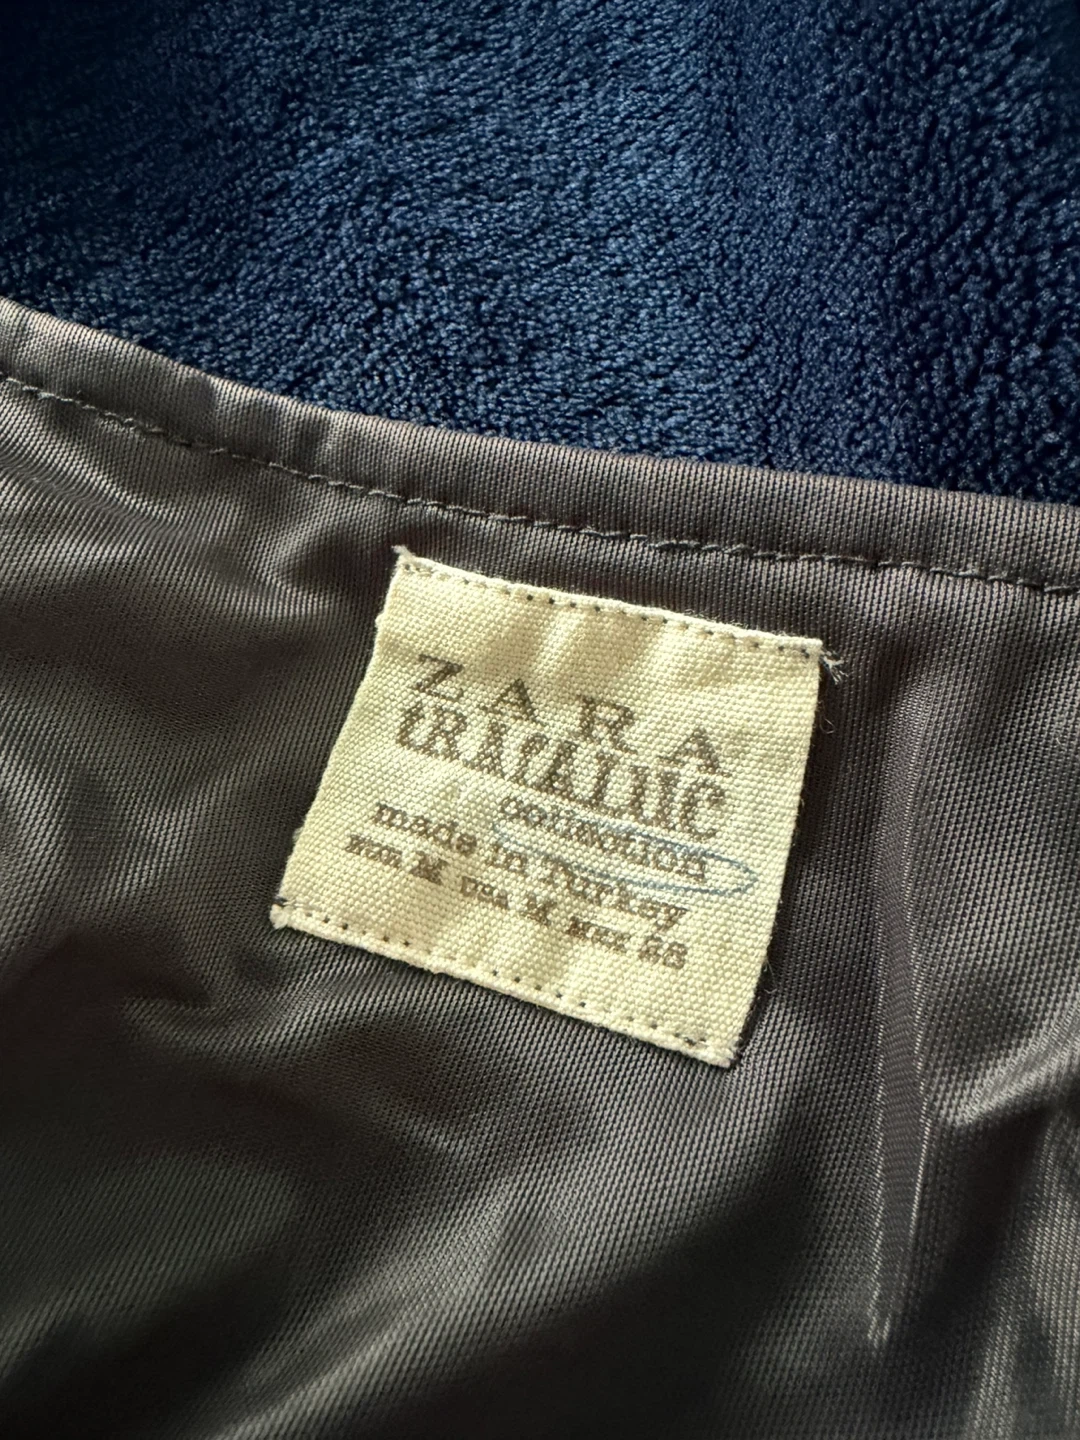 ZARA
tRAfALUC
collection
made in Turkey
EUR M USA M MEX 28